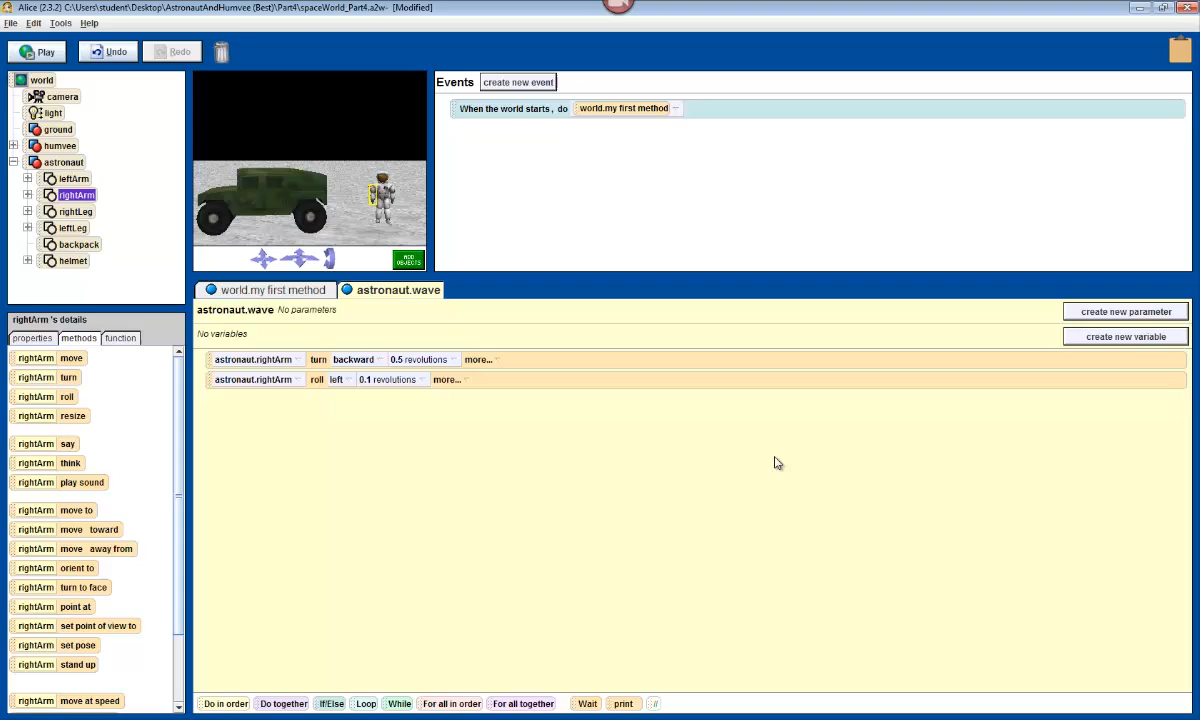 Alice (2.3.2) C:\Users\student\Desktop\AstronautAndHumvee (Best)\Part4\spaceWorld_Part4.a2w- [Modified]
File Edit Tools Help
Play Undo Redo
world
camera
light
ground
humvee
astronaut
leftArm
rightArm
rightLeg
leftLeg
backpack
helmet
ADD OBJECTS
Events create new event
When the world starts, do world.my first method
rightArm 's details
properties methods function
rightArm move
rightArm turn
rightArm roll
rightArm resize
rightArm say
rightArm think
rightArm play sound
rightArm move to
rightArm move toward
rightArm move away from
rightArm orient to
rightArm turn to face
rightArm point at
rightArm set point of view to
rightArm set pose
rightArm stand up
rightArm move at speed
world.my first method astronaut.wave
astronaut.wave No parameters
create new parameter
No variables
create new variable
astronaut.rightArm turn backward 0.5 revolutions more...
astronaut.rightArm roll left 0.1 revolutions more...
Do in order Do together If/Else Loop While For all in order For all together Wait print //